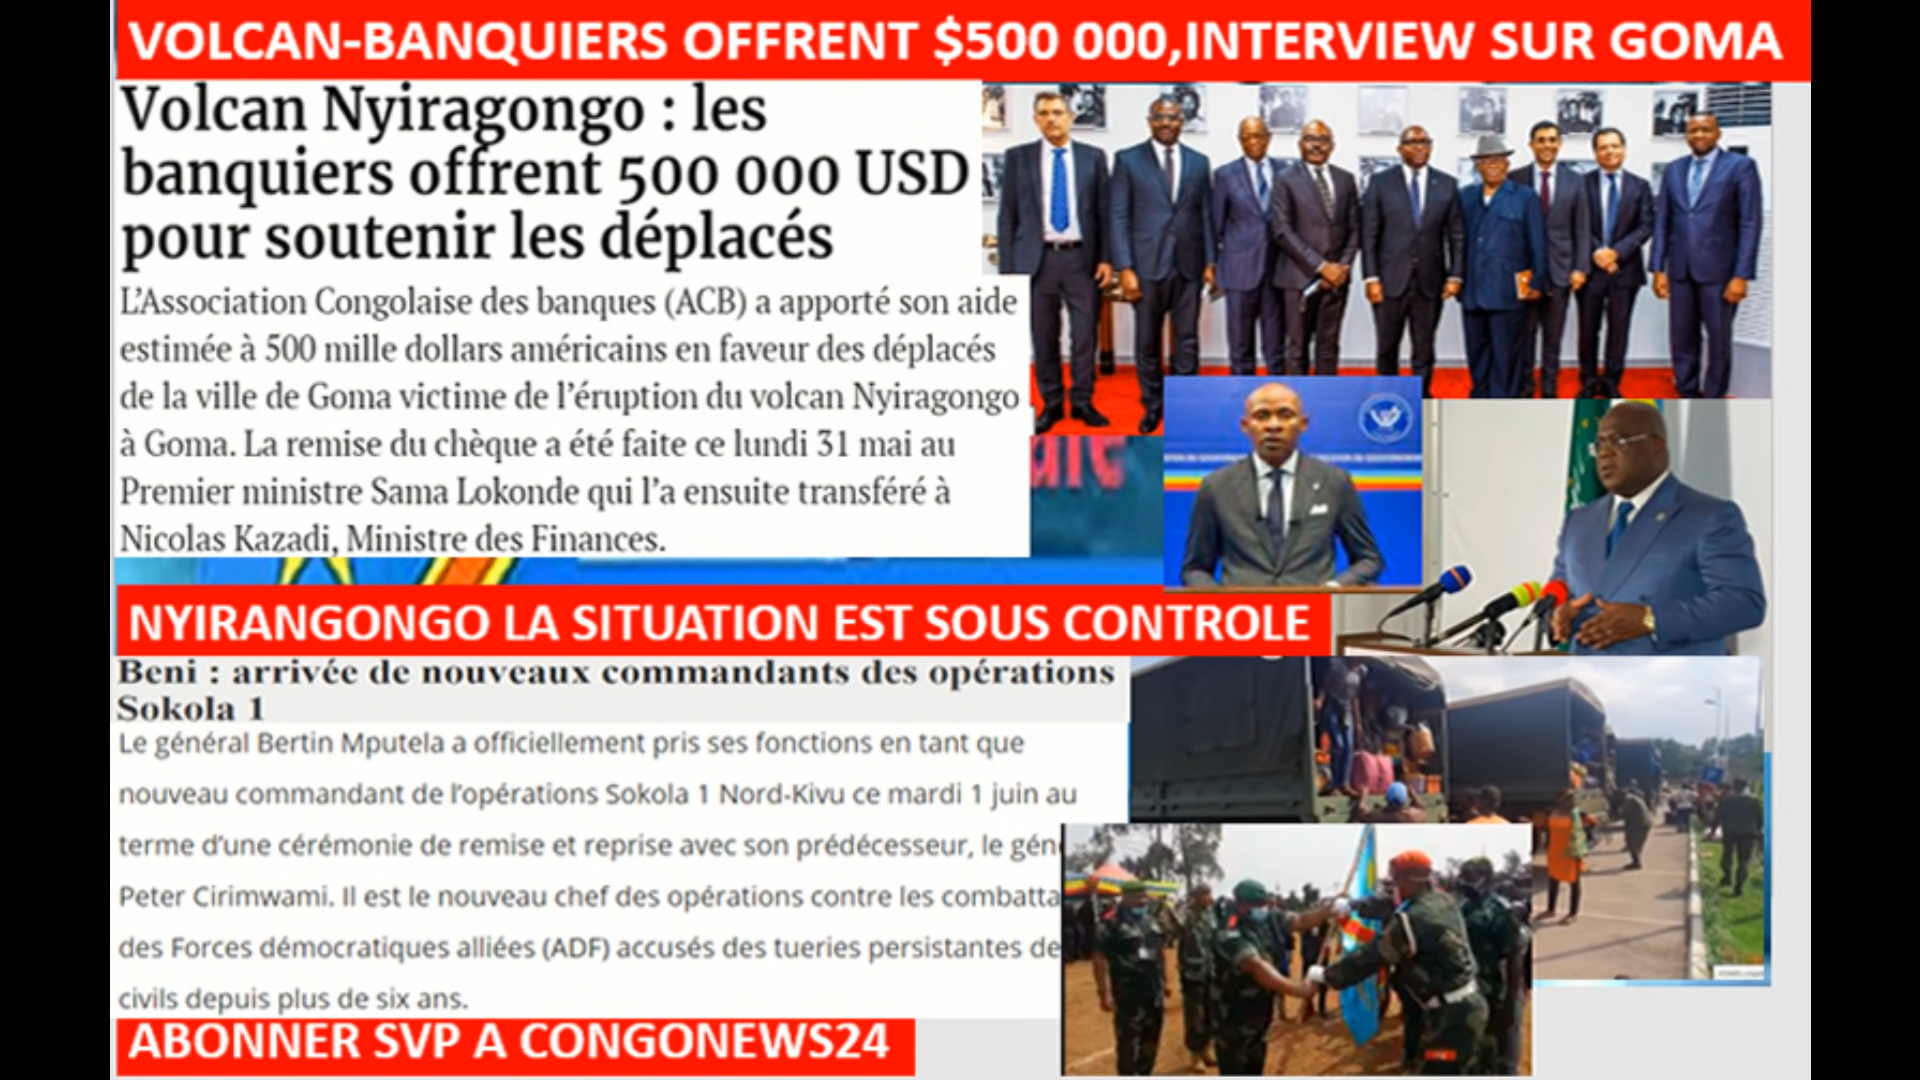 VOLCAN-BANQUIERS OFFRENT $500 000,INTERVIEW SUR GOMA
Volcan Nyiragongo : les
banquiers offrent 500 000 USD
pour soutenir les déplacés
L'Association Congolaise des banques (ACB) a apporté son aide
estimée à 500 mille dollars américains en faveur des déplacés
de la ville de Goma victime de l'éruption du volcan Nyiragongo
à Goma. La remise du chèque a été faite ce lundi 31 mai au
Premier ministre Sama Lokonde qui l'a ensuite transféré à
Nicolas Kazadi, Ministre des Finances.
NYIRANGONGO LA SITUATION EST SOUS CONTROLE
Beni : arrivée de nouveaux commandants des opérations
Sokola 1
Le général Bertin Mputela a officiellement pris ses fonctions en tant que
nouveau commandant de l'opérations Sokola 1 Nord-Kivu ce mardi 1 juin au
terme d'une cérémonie de remise et reprise avec son prédécesseur, le gén
Peter Cirimwami. Il est le nouveau chef des opérations contre les combatta
des Forces démocratiques alliées (ADF) accusés des tueries persistantes de
civils depuis plus de six ans.
ABONNER SVP A CONGONEWS24